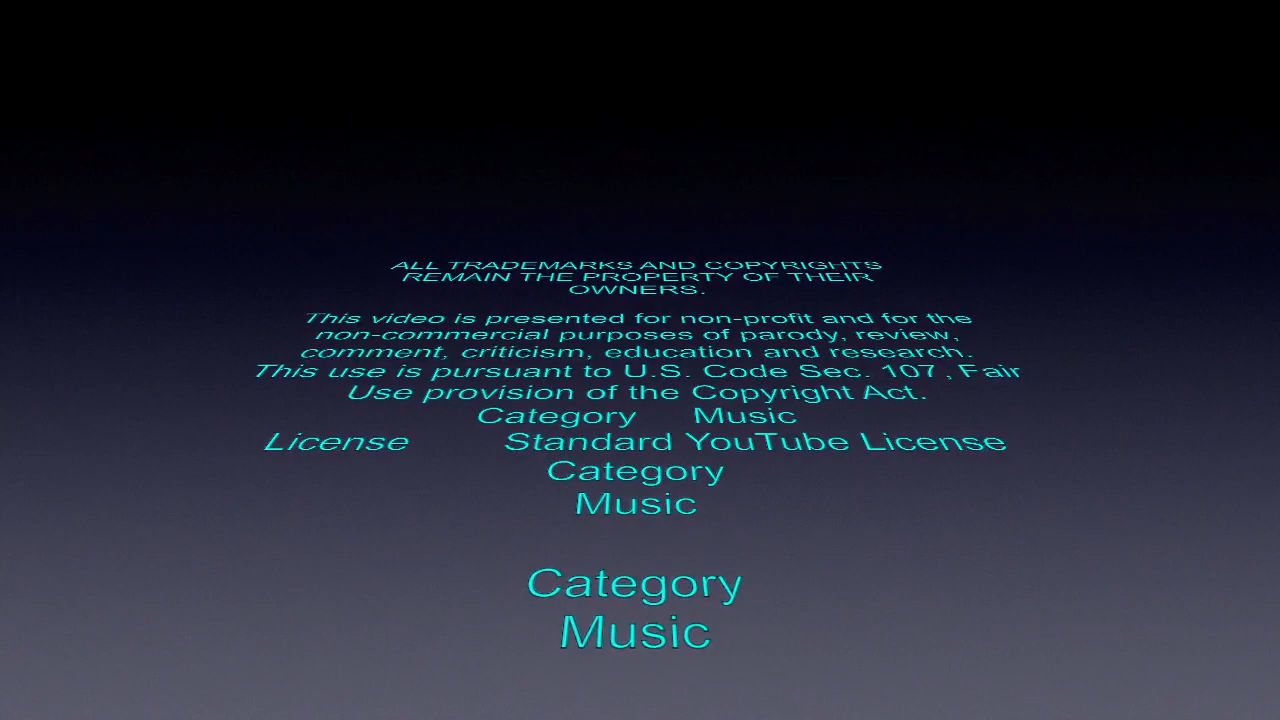 ALL TRADEMARKS AND COPYRIGHTS
REMAIN THE PROPERTY OF THEIR
OWNERS.
This video is presented for non-profit and for the
non-commercial purposes of parody, review,
comment, criticism, education and research.
This use is pursuant to U.S. Code Sec. 107, Fair
Use provision of the Copyright Act.
Category Music
License Standard YouTube License
Category
Music
Category
Music